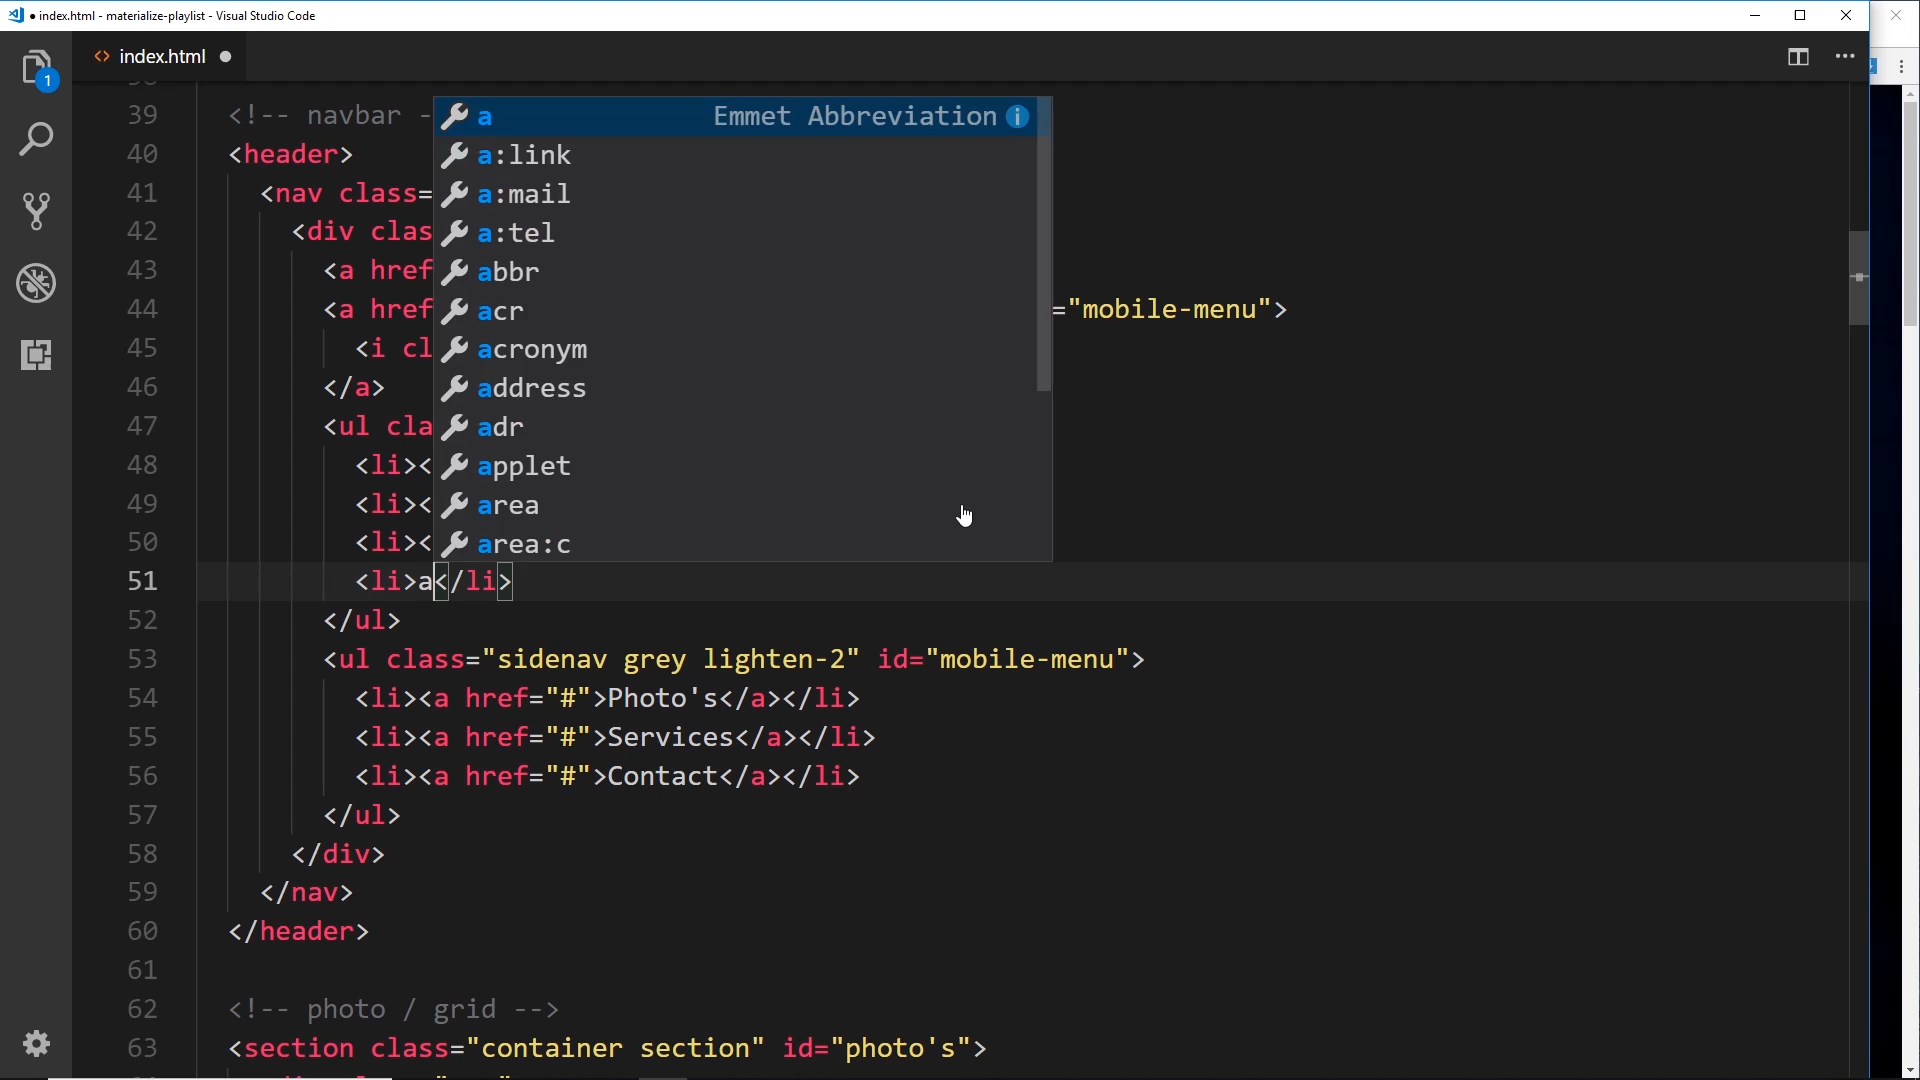 ● index.html - materialize-playlist - Visual Studio Code
1
<> index.html ●
39 <!-- navbar -
40 <header>
41 <nav class=
42 <div clas
43 <a href
44 <a href ="mobile-menu">
45 <i cl
46 </a>
47 <ul cla
48 <li><
49 <li><
50 <li><
51 <li>a</li>
52 </ul>
53 <ul class="sidenav grey lighten-2" id="mobile-menu">
54 <li><a href="#">Photo's</a></li>
55 <li><a href="#">Services</a></li>
56 <li><a href="#">Contact</a></li>
57 </ul>
58 </div>
59 </nav>
60 </header>
61
62 <!-- photo / grid -->
63 <section class="container section" id="photo's">
a Emmet Abbreviation
a:link
a:mail
a:tel
abbr
acr
acronym
address
adr
applet
area
area:c